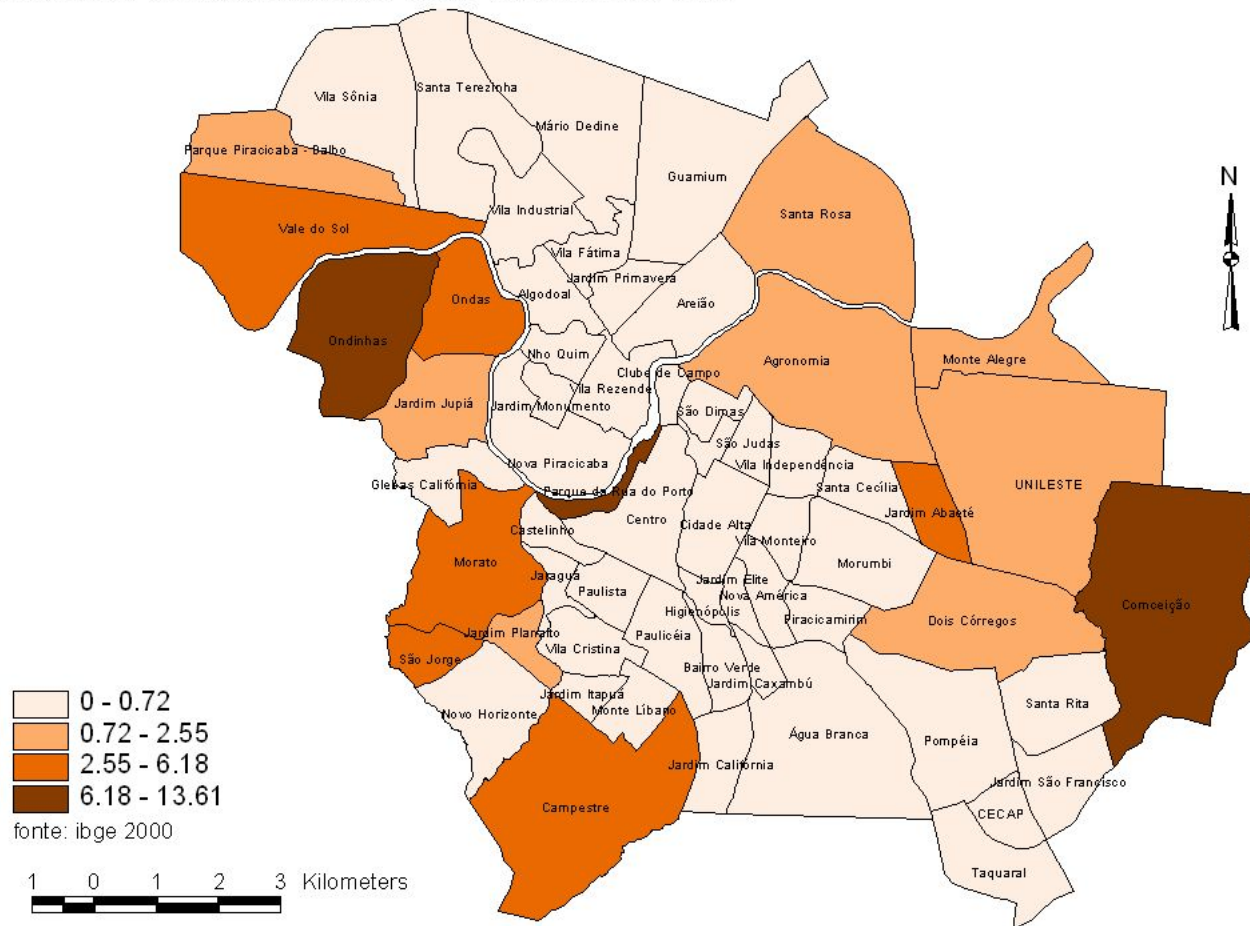 Vila Sônia
Santa Terezinha
Mário Dedine
Parque Piracicaba - Balbo
Guamium
N
Vila Industrial
Santa Rosa
Vale do Sol
Vila Fátima
Jardim Primavera
Algodoal
Areião
Ondas
Ondinhas
Nho Quim
Agronomia
Monte Alegre
Clube de Campo
Vila Rezende
Jardim Jupiá
Jardim Monumento
São Dimas
São Judas
Nova Piracicaba
Vila Independência
Glebas Califórnia
Santa Cecília
UNILESTE
Parque da Rua do Porto
Jardim Abaeté
Centro
Cidade Alta
Castelinho
Vila Monteiro
Morato
Morumbi
Jaraguá
Jardim Elite
Paulista
Nova América
Comceição
Higienópolis
Piracicamirim
Dois Córregos
Jardim Planalto
Paulicéia
Vila Cristina
São Jorge
Bairro Verde
Jardim Caxambú
Jardim Itapuá
Santa Rita
Monte Líbano
Novo Horizonte
Água Branca
Pompéia
Jardim Califórnia
Jardim São Francisco
Campestre
CECAP
Taquaral
0 - 0.72
0.72 - 2.55
2.55 - 6.18
6.18 - 13.61
fonte: ibge 2000
1 0 1 2 3 Kilometers